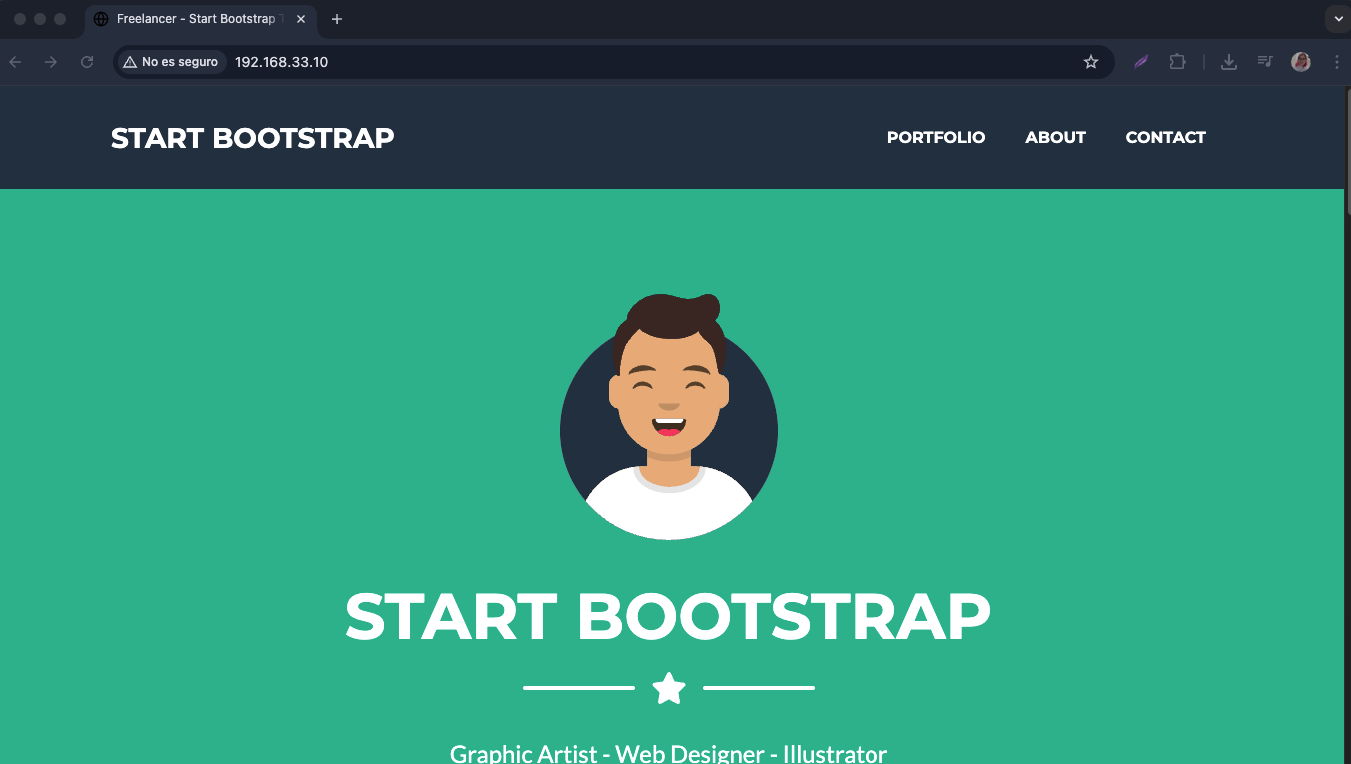 Freelancer - Start Bootstrap
No es seguro
192.168.33.10
START BOOTSTRAP
PORTFOLIO
ABOUT
CONTACT
START BOOTSTRAP
Graphic Artist - Web Designer - Illustrator